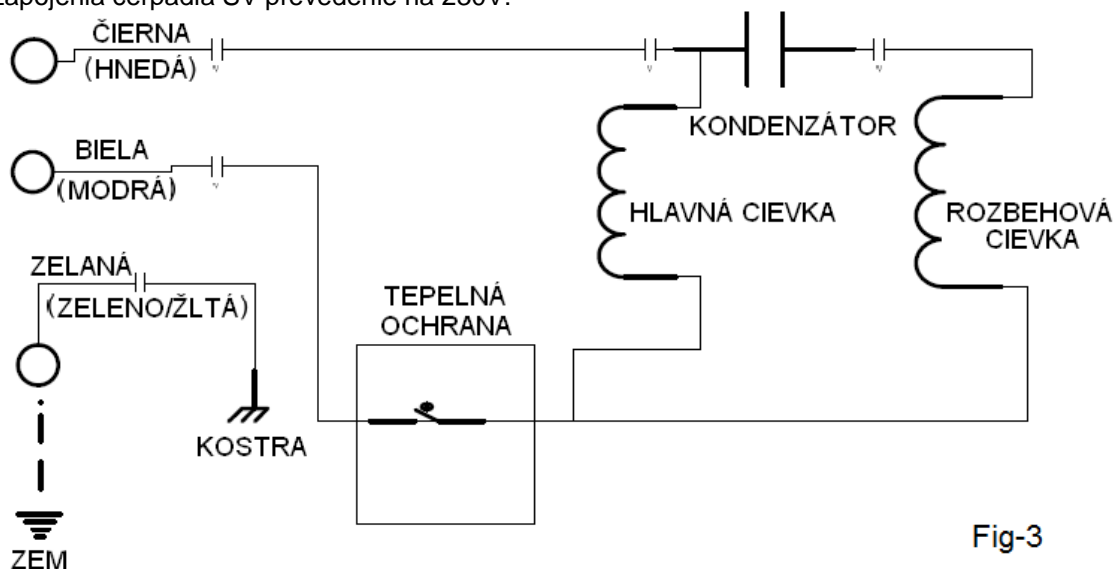 ČIERNA
(HNEDÁ)
BIELA
(MODRÁ)
ZELANÁ
(ZELENO/ŽLTÁ)
KOSTRA
ZEM
TEPELNÁ
OCHRANA
KONDENZÁTOR
HLAVNÁ CIEVKA
ROZBEHOVÁ
CIEVKA
Fig-3